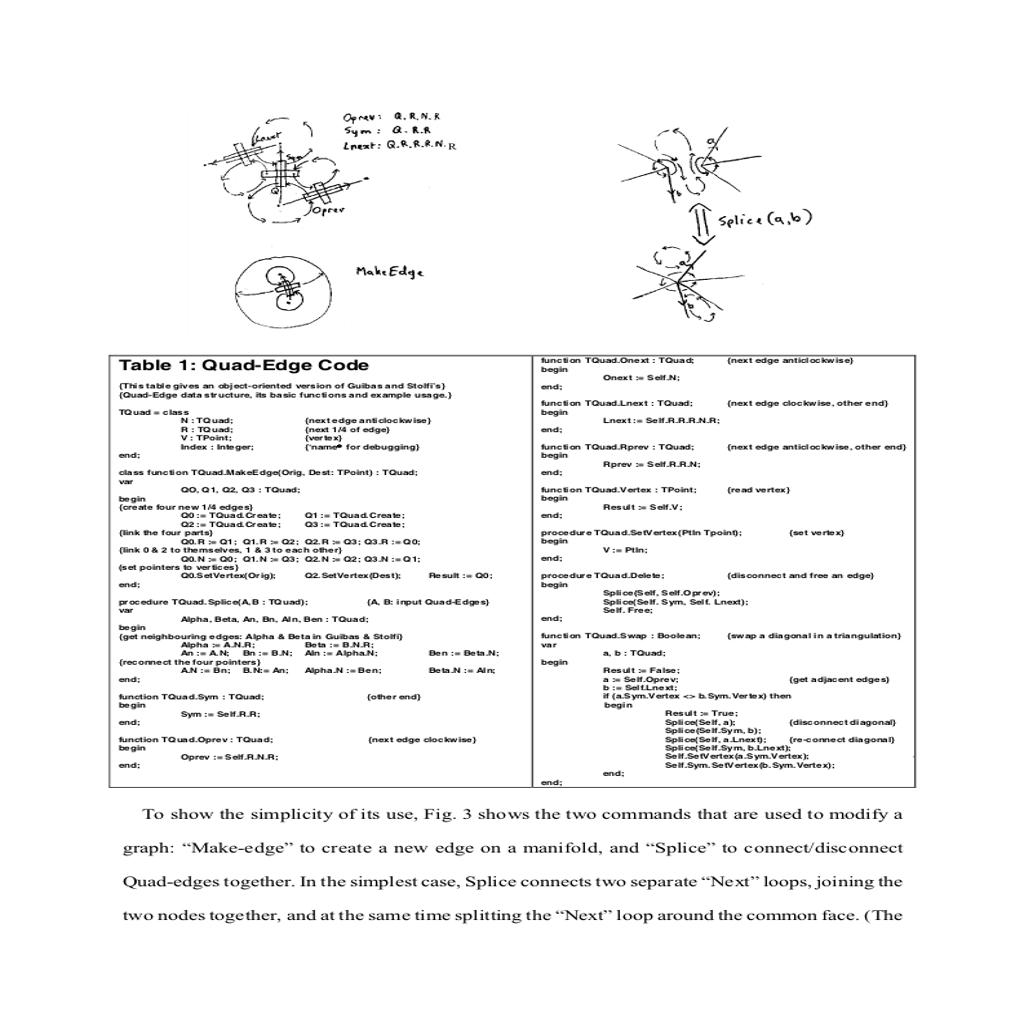 Oprev: Q.R.N.R
Sym: Q.R.R
Lnext: Q.R.R.R.N.R
Lnext
Sym
Q
Oprev
MakeEdge
a
b
Splice(a,b)
a
b
Table 1: Quad-Edge Code
{This table gives an object-oriented version of Guibas and Stolfi's}
{Quad-Edge data structure, its basic functions and example usage.}
TQuad = class
N : TQuad; {next edge anticlockwise}
R : TQuad; {next 1/4 of edge}
V : TPoint; {vertex}
Index : Integer; {"name" for debugging}
end;
class function TQuad.MakeEdge(Orig, Dest: TPoint) : TQuad;
var
QO, Q1, Q2, Q3 : TQuad;
begin
{create four new 1/4 edges}
Q0 := TQuad.Create; Q1 := TQuad.Create;
Q2 := TQuad.Create; Q3 := TQuad.Create;
{link the four parts}
Q0.R := Q1; Q1.R := Q2; Q2.R := Q3; Q3.R := Q0;
{link 0 & 2 to themselves, 1 & 3 to each other}
Q0.N := Q0; Q1.N := Q3; Q2.N := Q2; Q3.N := Q1;
{set pointers to vertices}
Q0.SetVertex(Orig); Q2.SetVertex(Dest); Result := Q0;
end;
procedure TQuad.Splice(A,B : TQuad); {A, B: input Quad-Edges}
var
Alpha, Beta, An, Bn, Aln, Ben : TQuad;
begin
{get neighbouring edges: Alpha & Beta in Guibas & Stolfi}
Alpha := A.N.R; Beta := B.N.R;
An := A.N; Bn := B.N; Aln := Alpha.N; Ben := Beta.N;
{reconnect the four pointers}
A.N := Bn; B.N:= An; Alpha.N := Ben; Beta.N := Aln;
end;
function TQuad.Sym : TQuad; {other end}
begin
Sym := Self.R.R;
end;
function TQuad.Oprev : TQuad; {next edge clockwise}
begin
Oprev := Self.R.N.R;
end;
function TQuad.Onext : TQuad; {next edge anticlockwise}
begin
Onext := Self.N;
end;
function TQuad.Lnext : TQuad; {next edge clockwise, other end}
begin
Lnext := Self.R.R.R.N.R;
end;
function TQuad.Rprev : TQuad; {next edge anticlockwise, other end}
begin
Rprev := Self.R.R.N;
end;
function TQuad.Vertex : TPoint; {read vertex}
begin
Result := Self.V;
end;
procedure TQuad.SetVertex(PtIn Tpoint); {set vertex}
begin
V := PtIn;
end;
procedure TQuad.Delete; {disconnect and free an edge}
begin
Splice(Self, Self.Oprev);
Splice(Self. Sym, Self. Lnext);
Self. Free;
end;
function TQuad.Swap : Boolean; {swap a diagonal in a triangulation}
var
a, b : TQuad;
begin
Result := False;
a := Self.Oprev; {get adjacent edges}
b := Self.Lnext;
if (a.Sym.Vertex <> b.Sym.Vertex) then
begin
Result := True;
Splice(Self, a); {disconnect diagonal}
Splice(Self.Sym, b);
Splice(Self, a.Lnext); {re-connect diagonal}
Splice(Self.Sym, b.Lnext);
Self.SetVertex(a.Sym.Vertex);
Self.Sym.SetVertex(b.Sym.Vertex);
end;
end;
To show the simplicity of its use, Fig. 3 shows the two commands that are used to modify a
graph: “Make-edge” to create a new edge on a manifold, and “Splice” to connect/disconnect
Quad-edges together. In the simplest case, Splice connects two separate “Next” loops, joining the
two nodes together, and at the same time splitting the “Next” loop around the common face. (The